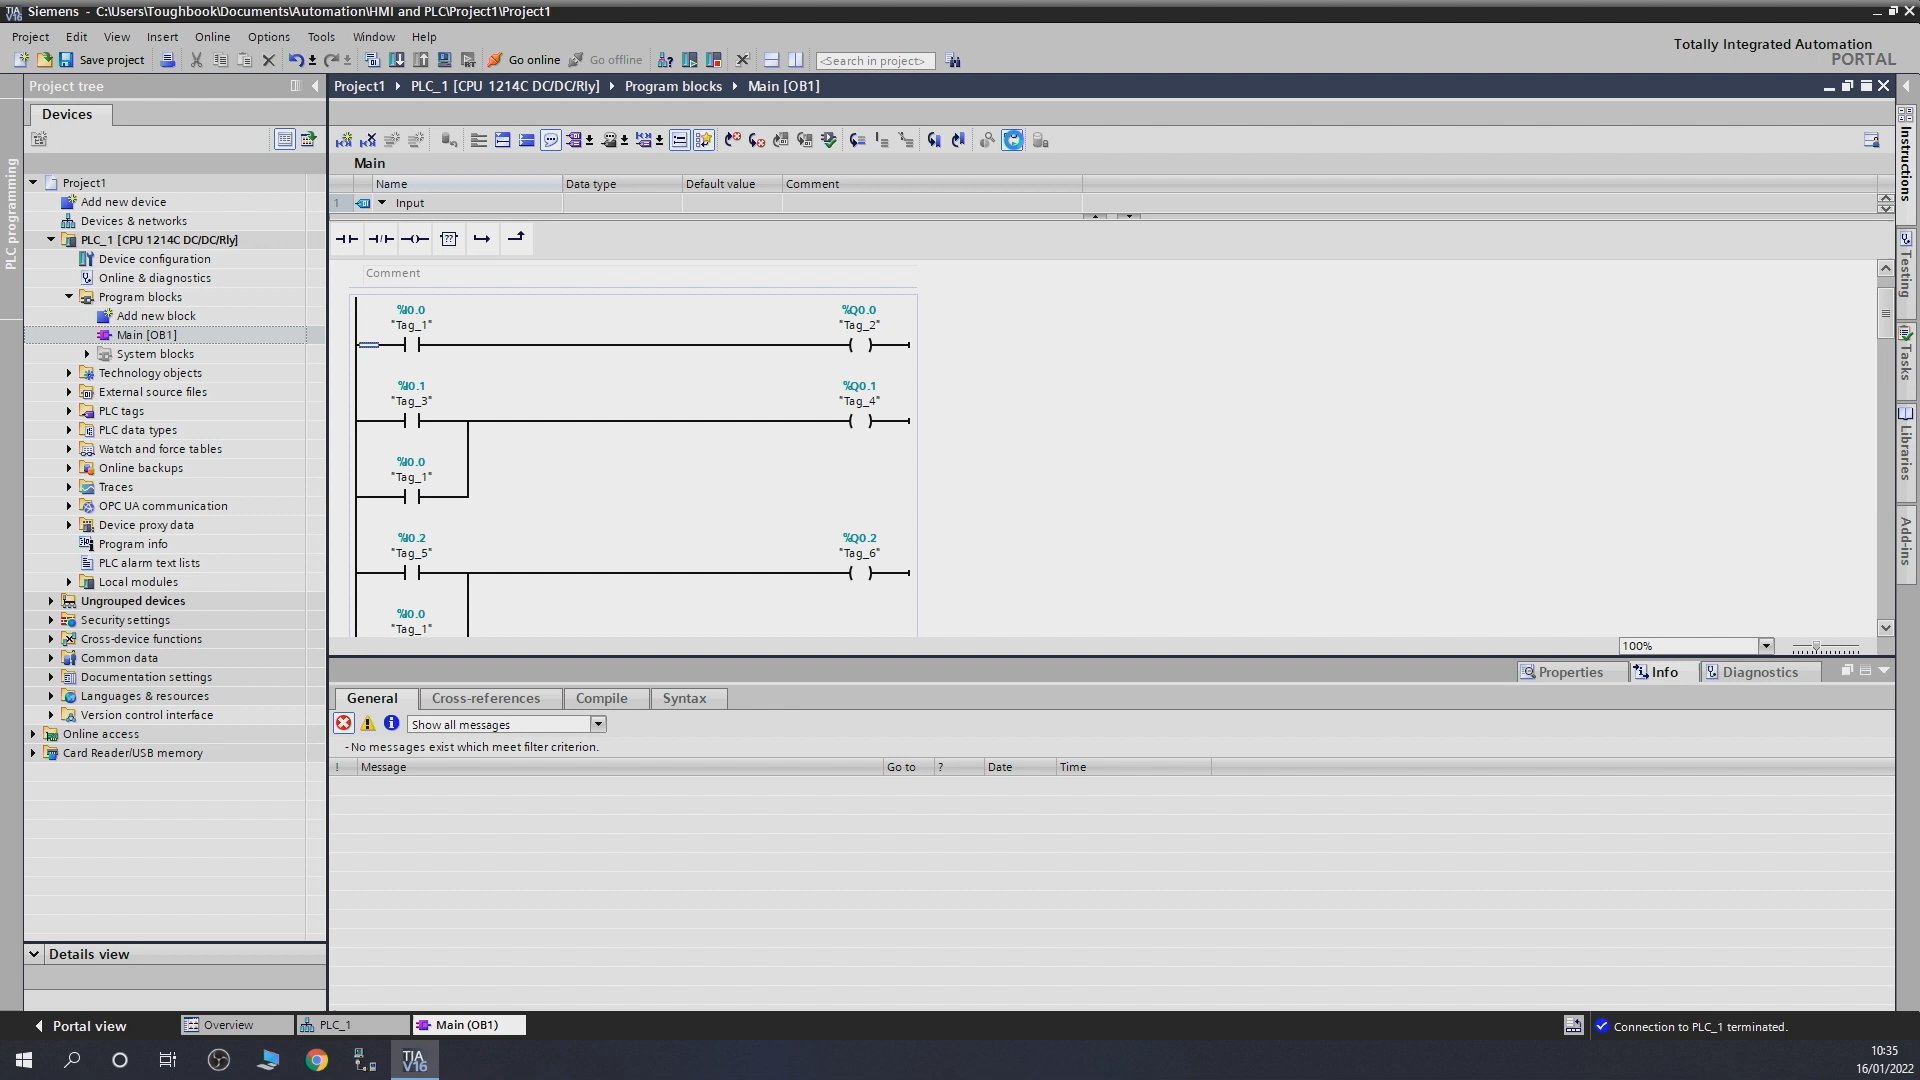 Siemens - C:\Users\Toughbook\Documents\Automation\HMI and PLC\Project1\Project1
Project Edit View Insert Online Options Tools Window Help
Totally Integrated Automation
PORTAL
Save project
Go online
Go offline
<Search in project>
Project tree
Project1 PLC_1 [CPU 1214C DC/DC/Rly] Program blocks Main [OB1]
Devices
PLC programming
Project1
Add new device
Devices & networks
PLC_1 [CPU 1214C DC/DC/Rly]
Device configuration
Online & diagnostics
Program blocks
Add new block
Main [OB1]
System blocks
Technology objects
External source files
PLC tags
PLC data types
Watch and force tables
Online backups
Traces
OPC UA communication
Device proxy data
Program info
PLC alarm text lists
Local modules
Ungrouped devices
Security settings
Cross-device functions
Common data
Documentation settings
Languages & resources
Version control interface
Online access
Card Reader/USB memory
Details view
Main
Name Data type Default value Comment
1 Input
??
Comment
%I0.0 %Q0.0
"Tag_1" "Tag_2"
%I0.1 %Q0.1
"Tag_3" "Tag_4"
%I0.0
"Tag_1"
%I0.2 %Q0.2
"Tag_5" "Tag_6"
%I0.0
"Tag_1"
100%
Instructions
Testing
Tasks
Libraries
Add-ins
Properties Info Diagnostics
General Cross-references Compile Syntax
Show all messages
- No messages exist which meet filter criterion.
! Message Go to ? Date Time
Portal view Overview PLC_1 Main (OB1) Connection to PLC_1 terminated.
TIA
V16
10:35
16/01/2022